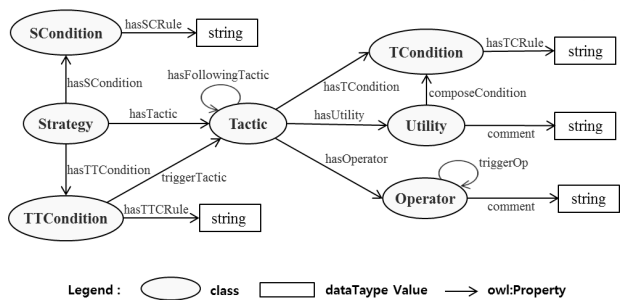 SCondition
hasSCRule
string
hasSCondition
Strategy
hasTactic
hasFollowingTactic
Tactic
hasTTCondition
triggerTactic
TTCondition
hasTTCRule
string
hasTCondition
TCondition
hasTCRule
string
composeCondition
hasUtility
Utility
comment
string
hasOperator
triggerOp
Operator
comment
string
Legend : class dataTaype Value owl:Property